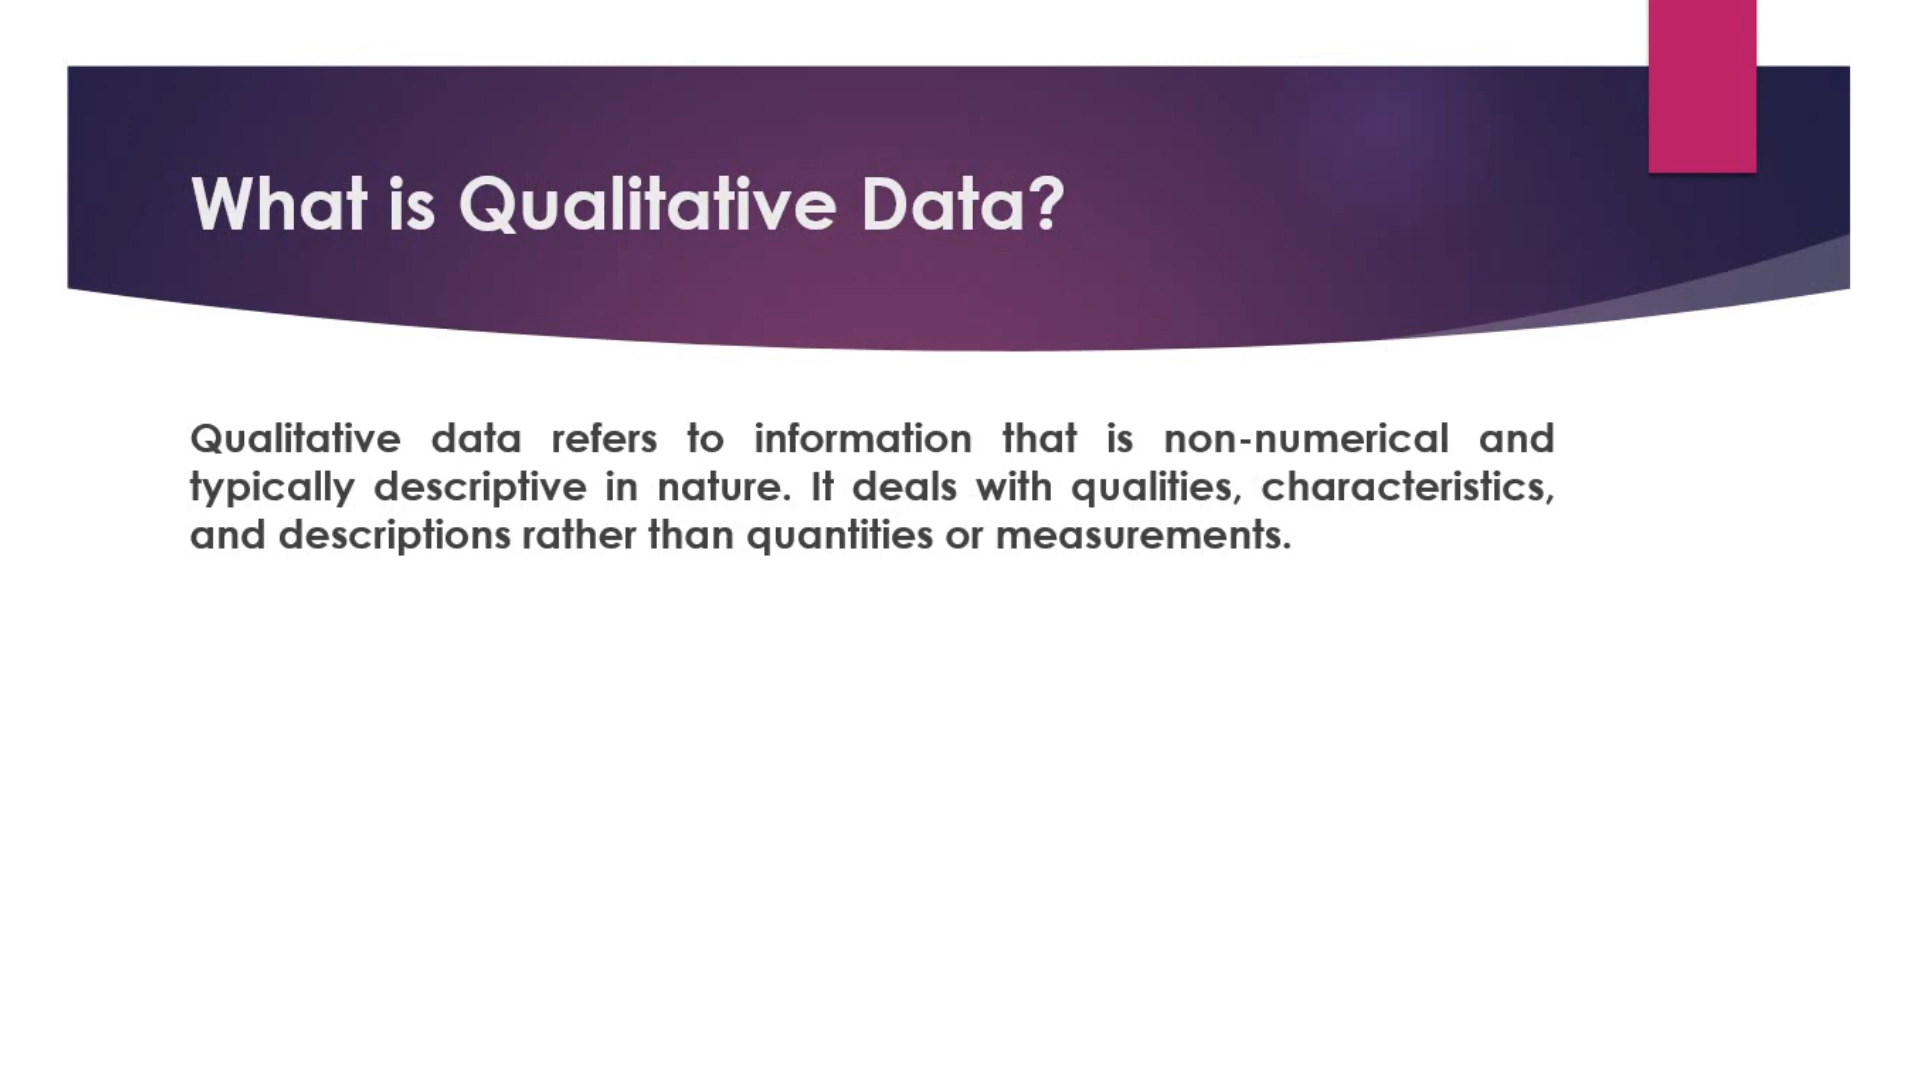 What is Qualitative Data?
Qualitative data refers to information that is non-numerical and
typically descriptive in nature. It deals with qualities, characteristics,
and descriptions rather than quantities or measurements.